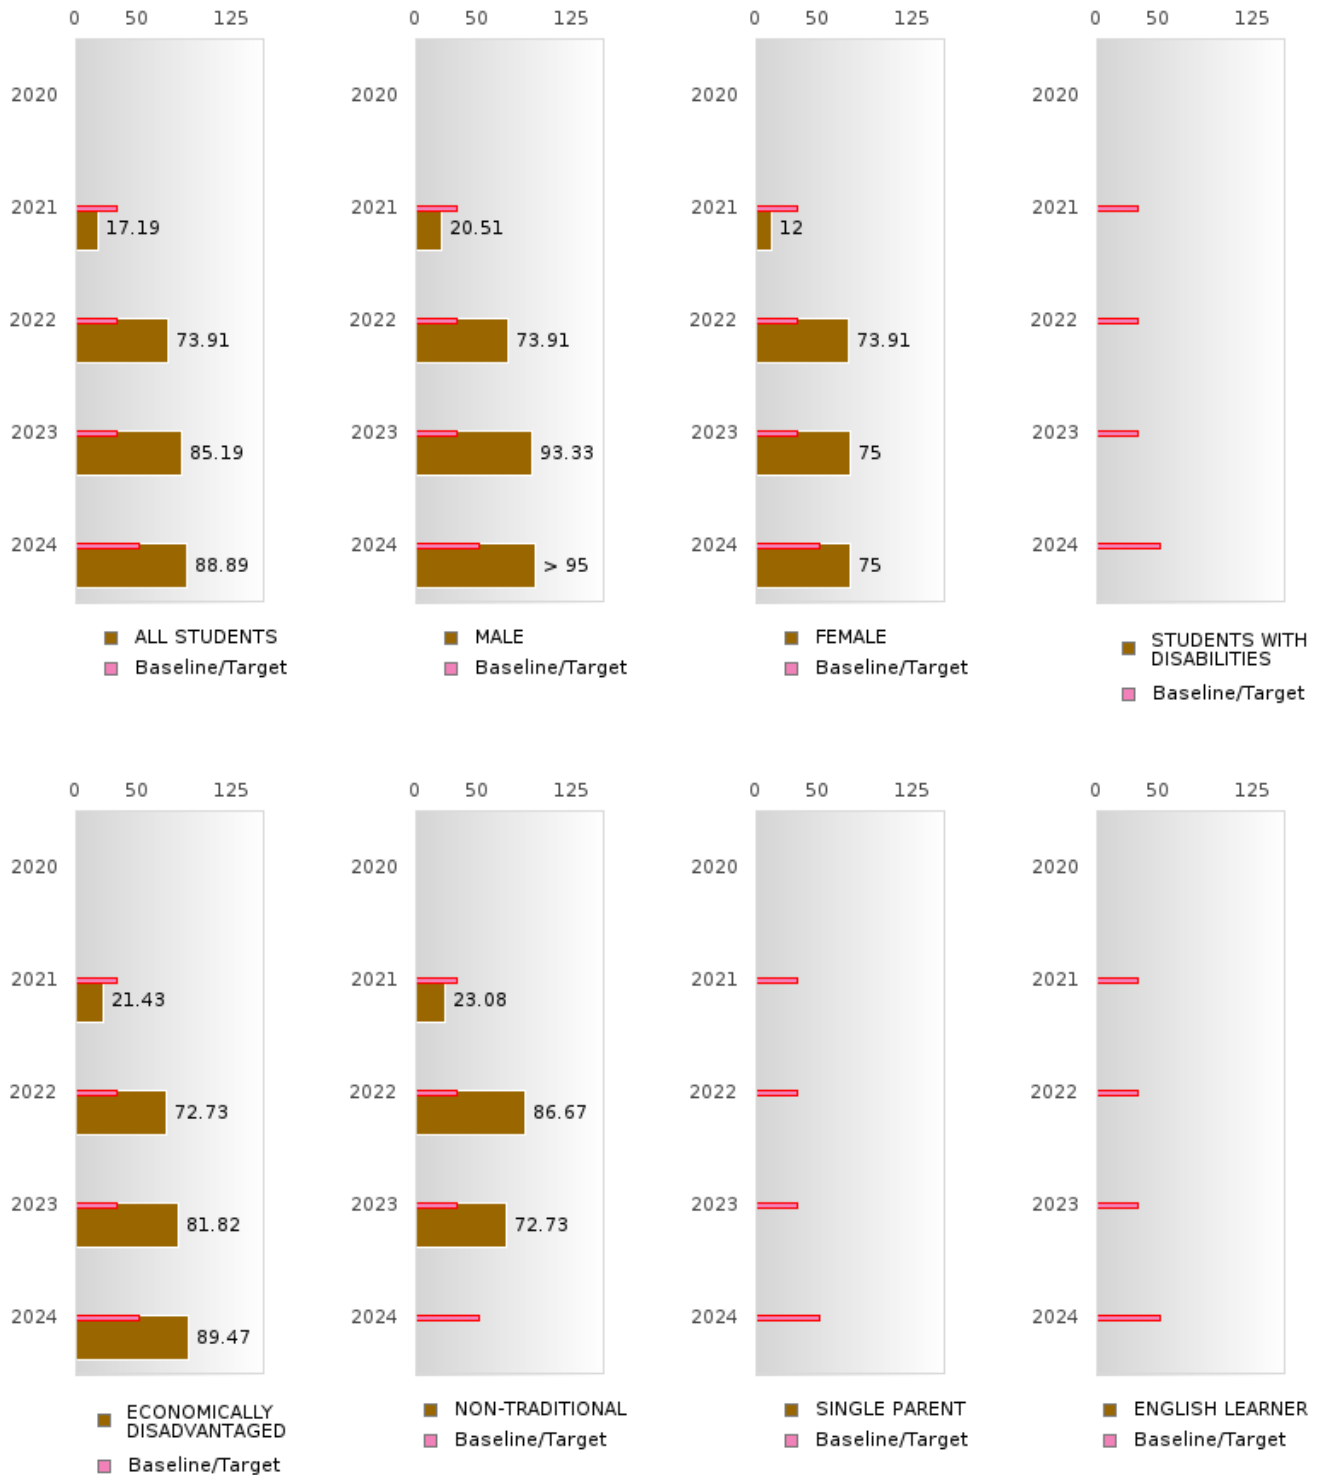 0 50 125
2020
2021 17.19
2022 73.91
2023 85.19
2024 88.89
ALL STUDENTS
Baseline/Target
0 50 125
2020
2021 20.51
2022 73.91
2023 93.33
2024 > 95
MALE
Baseline/Target
0 50 125
2020
2021 12
2022 73.91
2023 75
2024 75
FEMALE
Baseline/Target
0 50 125
2020
2021
2022
2023
2024
STUDENTS WITH
DISABILITIES
Baseline/Target
0 50 125
2020
2021 21.43
2022 72.73
2023 81.82
2024 89.47
ECONOMICALLY
DISADVANTAGED
Baseline/Target
0 50 125
2020
2021 23.08
2022 86.67
2023 72.73
2024
NON-TRADITIONAL
Baseline/Target
0 50 125
2020
2021
2022
2023
2024
SINGLE PARENT
Baseline/Target
0 50 125
2020
2021
2022
2023
2024
ENGLISH LEARNER
Baseline/Target